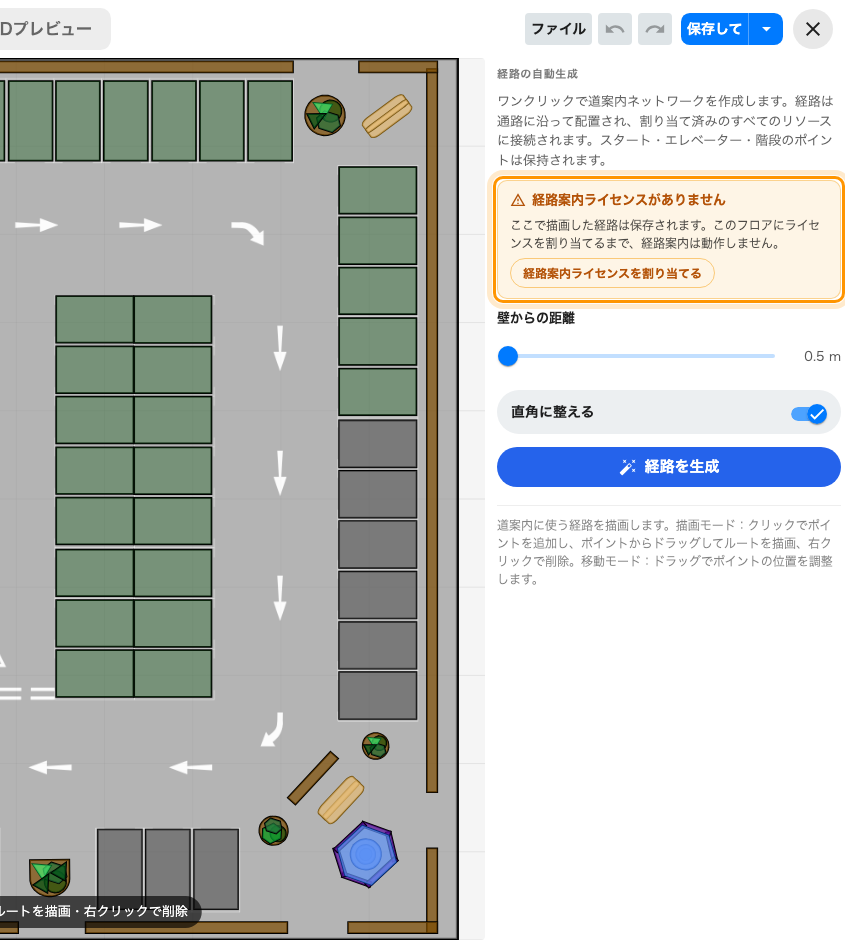 Dプレビュー
ファイル
保存して
経路の自動生成
ワンクリックで道案内ネットワークを作成します。経路は
通路に沿って配置され、割り当て済みのすべてのリソース
に接続されます。スタート・エレベーター・階段のポイン
トは保持されます。
経路案内ライセンスがありません
ここで描画した経路は保存されます。このフロアにライセ
ンスを割り当てるまで、経路案内は動作しません。
経路案内ライセンスを割り当てる
壁からの距離
0.5 m
直角に整える
経路を生成
道案内に使う経路を描画します。描画モード：クリックでポイ
ントを追加し、ポイントからドラッグしてルートを描画、右ク
リックで削除。移動モード：ドラッグでポイントの位置を調整
します。
ルートを描画・右クリックで削除